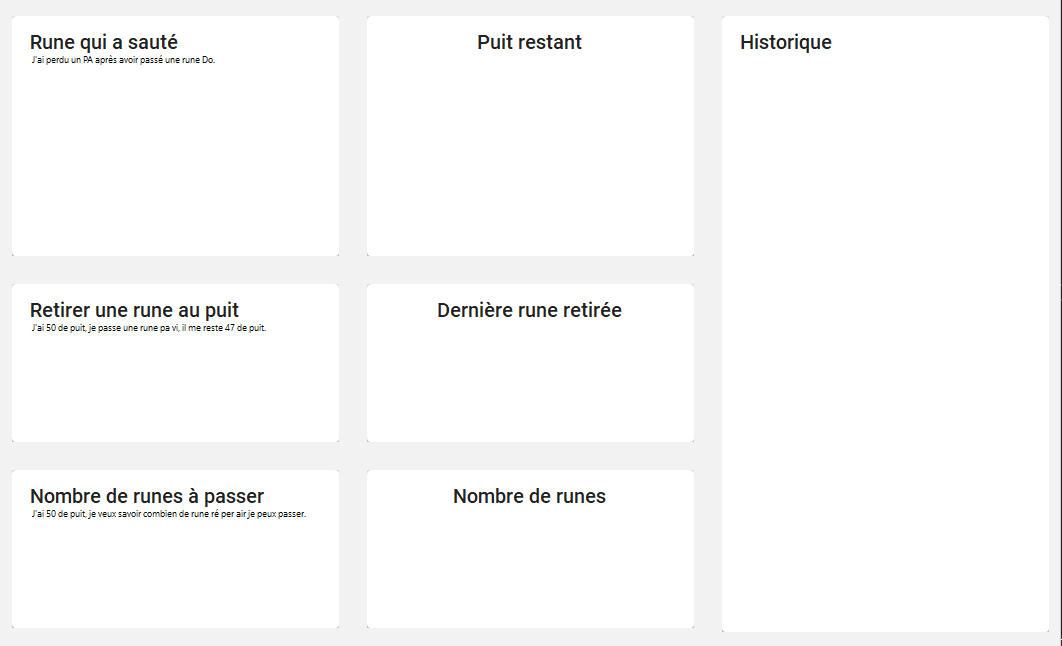 Rune qui a sauté
J'ai perdu un PA après avoir passé une rune Do.
Puit restant
Historique
Retirer une rune au puit
J'ai 50 de puit, je passe une rune pa vi, il me reste 47 de puit.
Dernière rune retirée
Nombre de runes à passer
J'ai 50 de puit, je veux savoir combien de rune ré per air je peux passer.
Nombre de runes